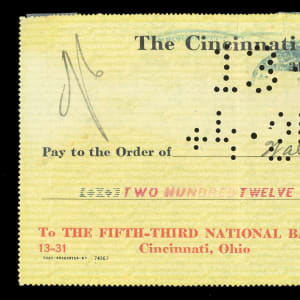 The Cincinnati
13
Pay to the Order of
TWO HUNDRED TWELVE
To THE FIFTH-THIRD NATIONAL BA
13-31 Cincinnati, Ohio